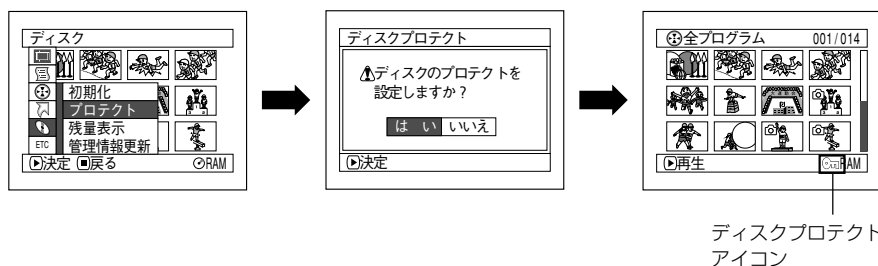 ディスク
初期化
プロテクト
残量表示
ETC 管理情報更新
決定 戻る RAM
ディスクプロテクト
ディスクのプロテクトを
設定しますか？
はい いいえ
決定
全プログラム 001/014
再生 RAM
ディスクプロテクト
アイコン